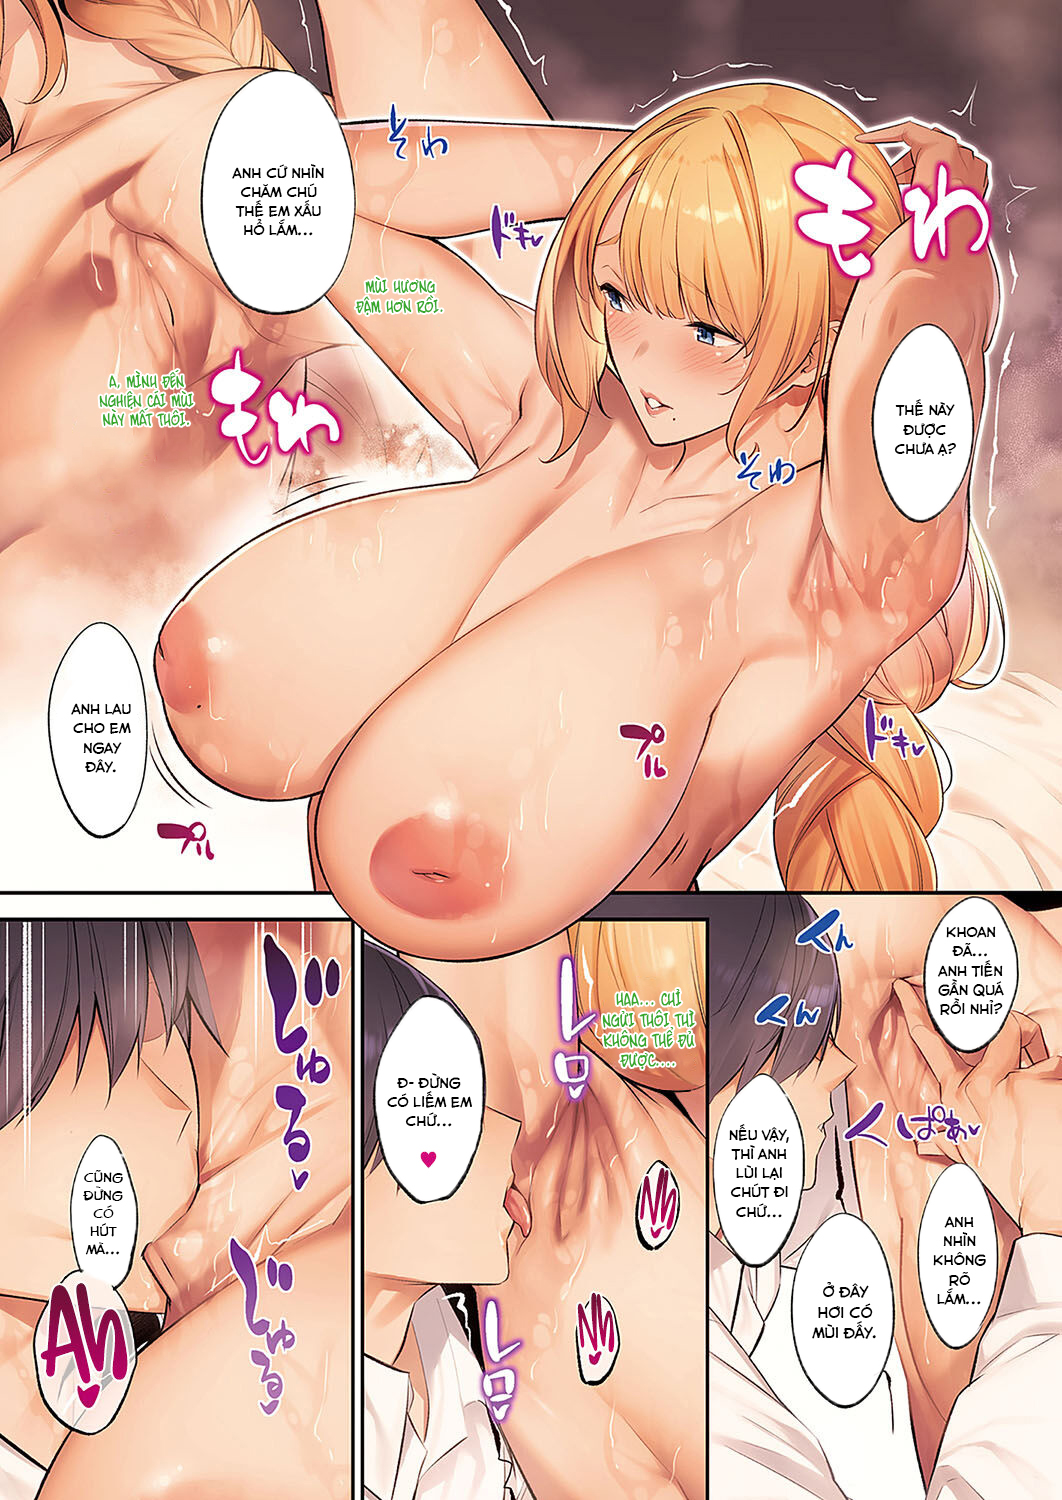 ANH CỨ NHÌN
CHĂM CHÚ
THẾ EM XẤU
HỔ LẮM...
そわ
ドキ
もわ
MÙI HƯƠNG
ĐẬM HƠN RỒI.
A, MÌNH ĐẾN
NGHIỆN CÁI MÙI
NÀY MẤT THÔI.
もわ
THẾ NÀY
ĐƯỢC
CHƯA Ạ?
そわ
ANH LAU
CHO EM
NGAY
ĐÂY.
プル
ドキ
プル
KHOAN
ĐÃ...
ANH TIẾN
GẦN QUÁ
RỒI NHỈ?
くん
くん
くぱぁ
NẾU VẬY,
THÌ ANH
LÙI LẠI
CHÚT ĐI
CHỨ...
ANH
NHÌN
KHÔNG
RÕ
LẮM...
Ở ĐÂY
HƠI CÓ
MÙI ĐẤY.
HAA... CHỈ
NGỬI THÔI THÌ
KHÔNG THỂ ĐỦ
ĐƯỢC....
レロ
Đ- ĐỪNG
CÓ LIẾM EM
CHỨ...
♥
Nh
Nh
レロ
じゅる
CŨNG
ĐỪNG
CÓ
HÚT
MÀ...
じゅる
Ah